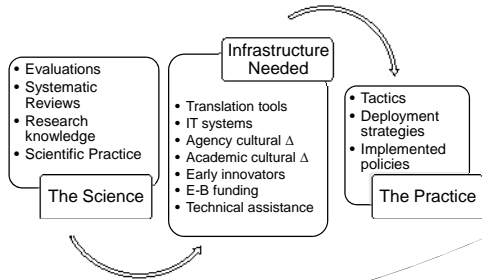 • Evaluations
• Systematic
Reviews
• Research
knowledge
• Scientific Practice
The Science
Infrastructure
Needed
• Translation tools
• IT systems
• Agency cultural Δ
• Academic cultural Δ
• Early innovators
• E-B funding
• Technical assistance
• Tactics
• Deployment
strategies
• Implemented
policies
The Practice